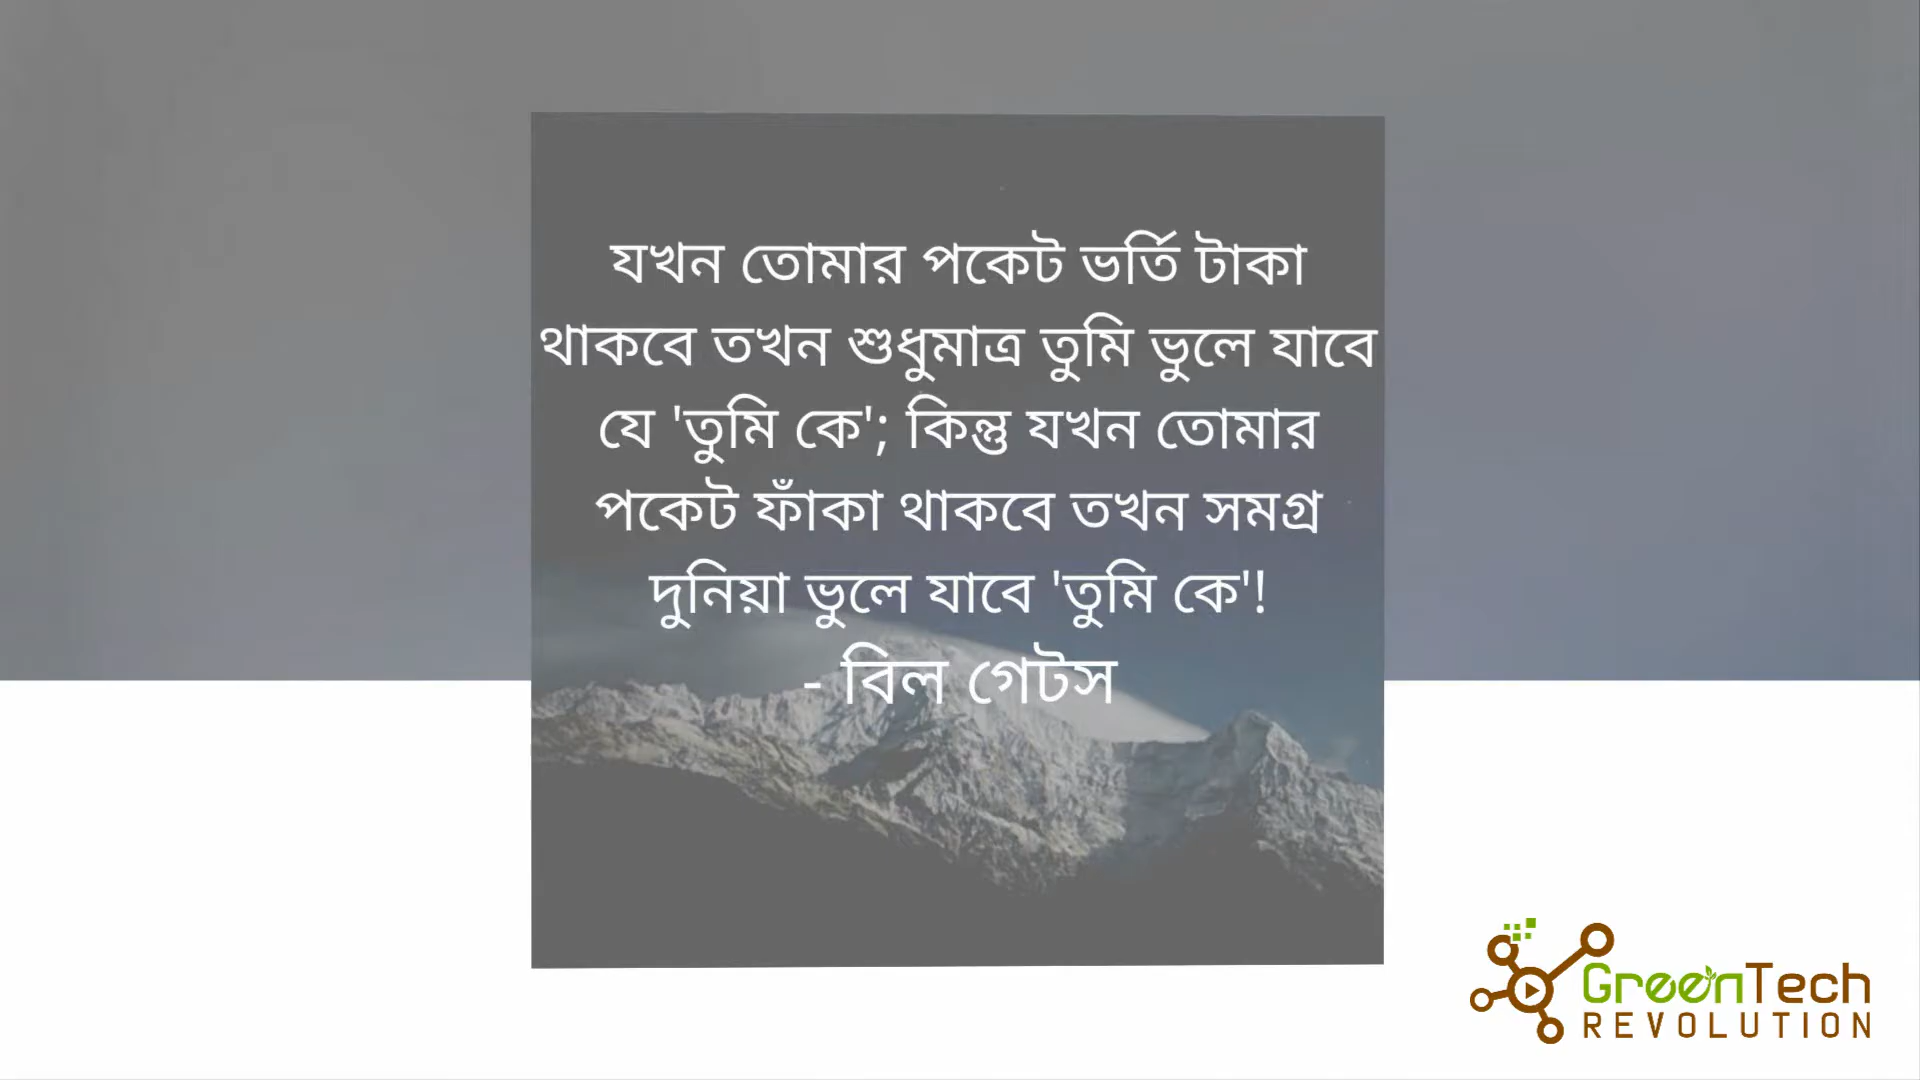 যখন তোমার পকেট ভর্তি টাকা
থাকবে তখন শুধুমাত্র তুমি ভুলে যাবে
যে 'তুমি কে'; কিন্তু যখন তোমার
পকেট ফাঁকা থাকবে তখন সমগ্র
দুনিয়া ভুলে যাবে 'তুমি কে'!
- বিল গেটস
GreenTech
REVOLUTION